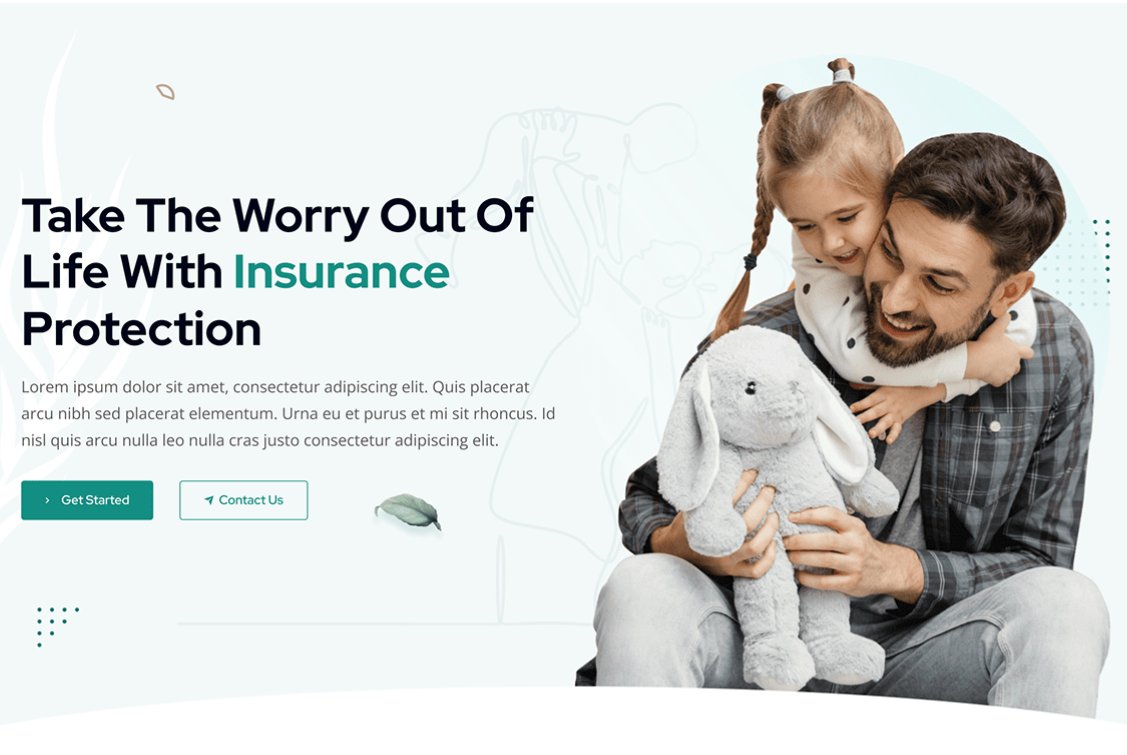 Take The Worry Out Of
Life With Insurance
Protection
Lorem ipsum dolor sit amet, consectetur adipiscing elit. Quis placerat
arcu nibh sed placerat elementum. Urna eu et purus et mi sit rhoncus. Id
nisl quis arcu nulla leo nulla cras justo consectetur adipiscing elit.
Get Started
Contact Us